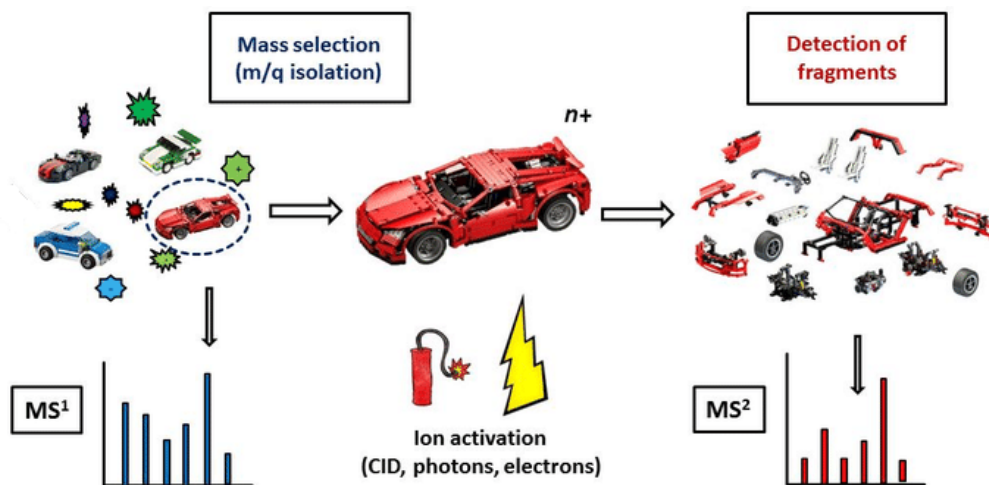 Mass selection
(m/q isolation)
Detection of
fragments
n+
MS¹
Ion activation
(CID, photons, electrons)
MS²